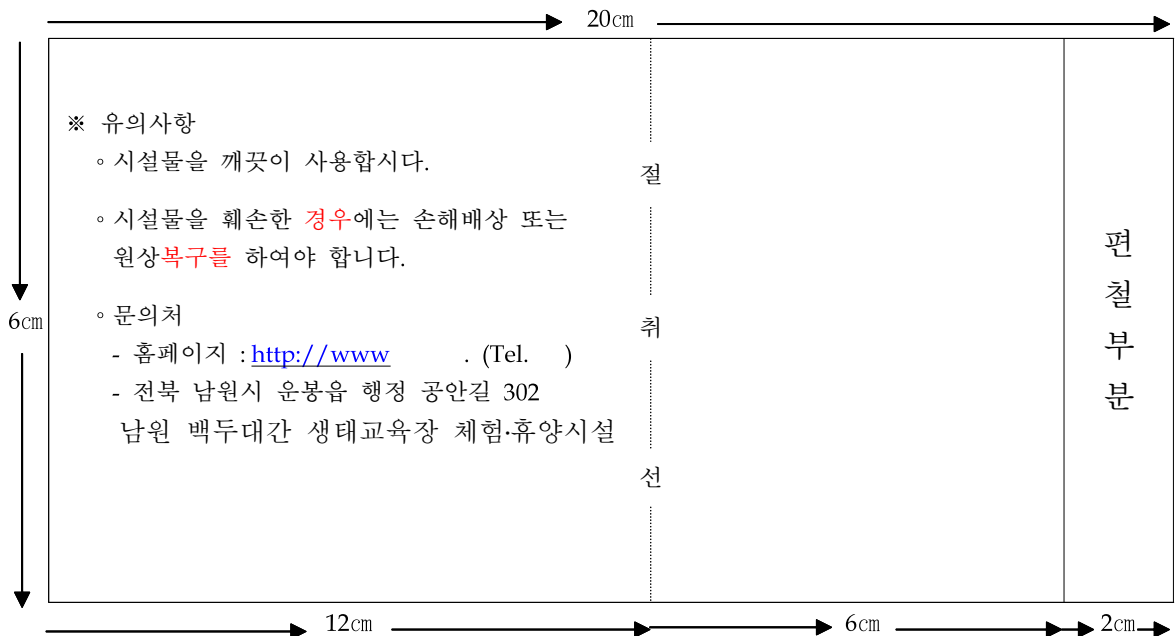 20㎝
※ 유의사항
◦시설물을 깨끗이 사용합시다.
◦시설물을 훼손한 경우에는 손해배상 또는
원상복구를 하여야 합니다.
◦문의처
- 홈페이지 : http://www . (Tel. )
- 전북 남원시 운봉읍 행정 공안길 302
남원 백두대간 생태교육장 체험·휴양시설
절
취
선
편
철
부
분
6㎝
12㎝
6㎝
2㎝